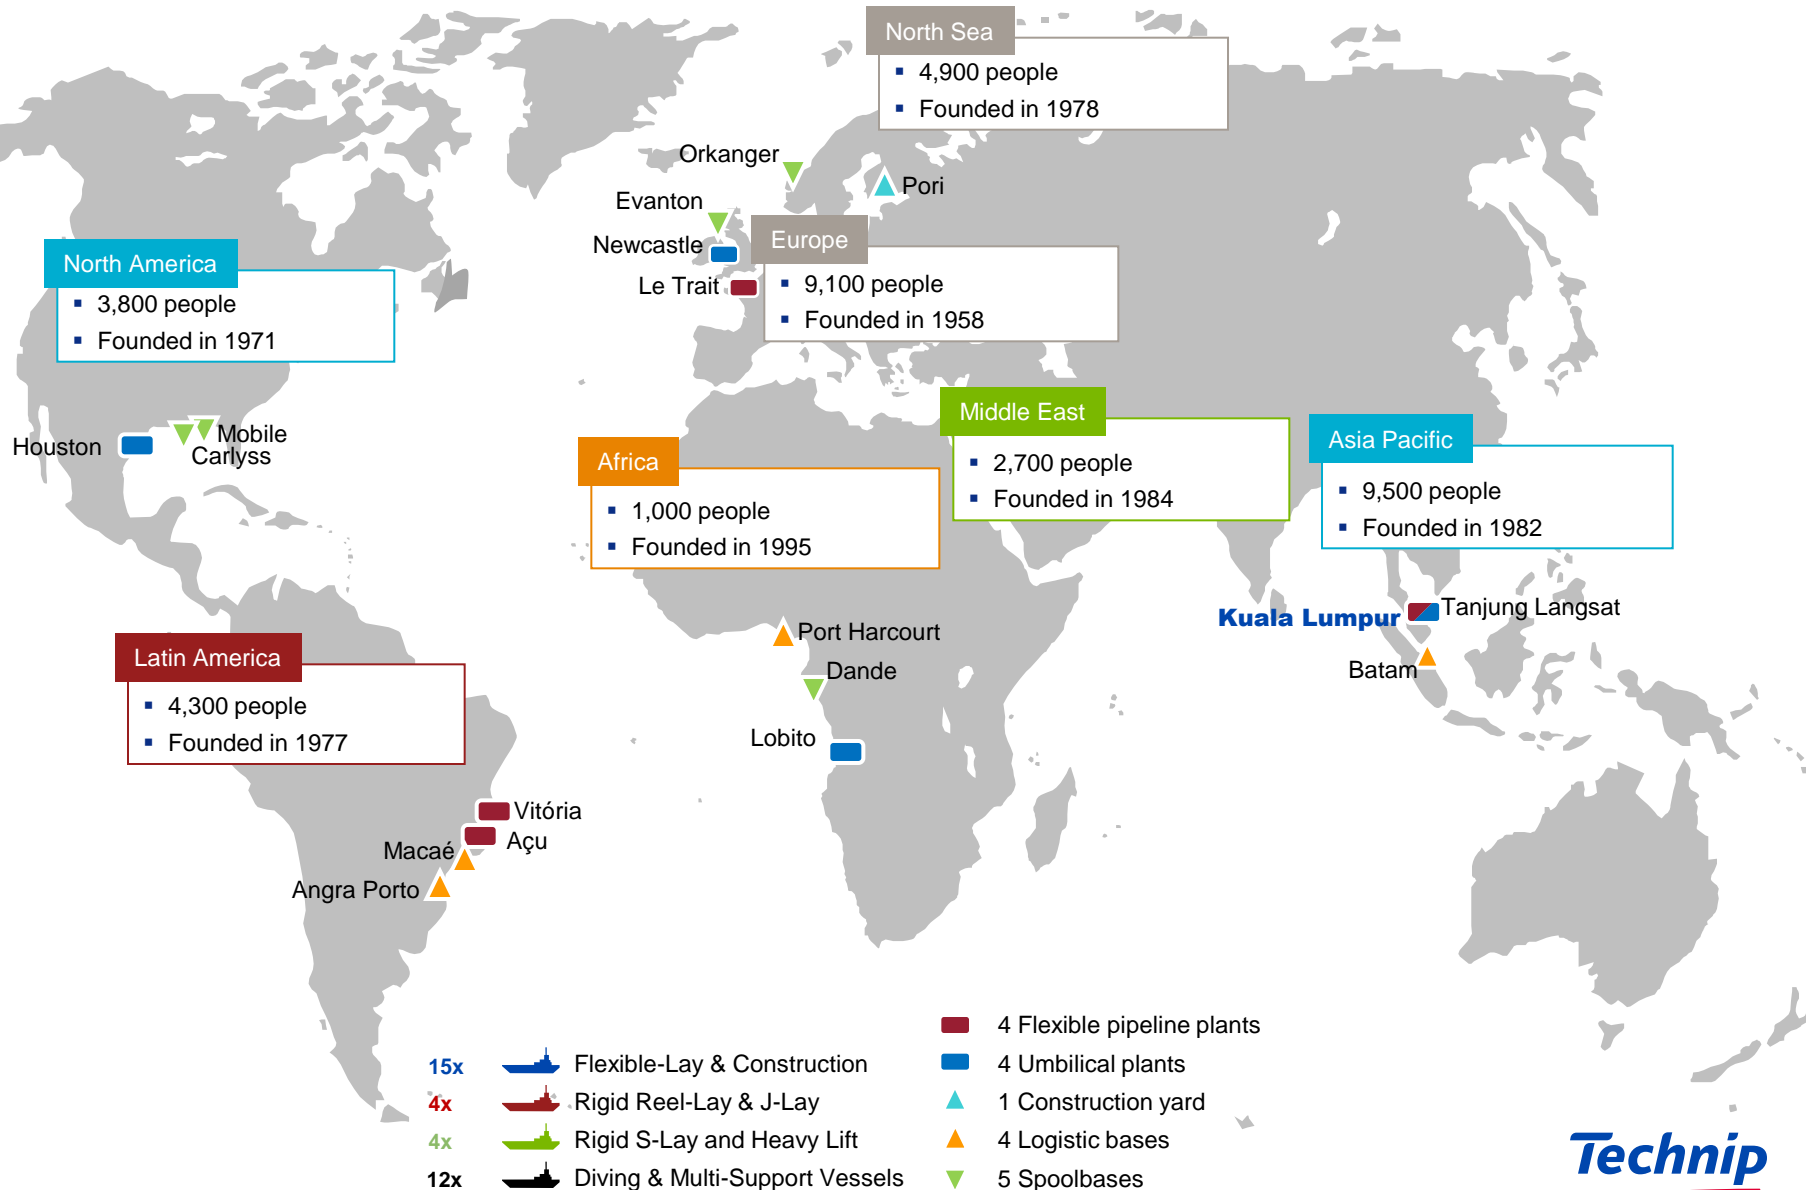 North Sea
4,900 people
Founded in 1978
Orkanger
Pori
Evanton
Newcastle
Le Trait
Europe
9,100 people
Founded in 1958
North America
3,800 people
Founded in 1971
Houston
Mobile
Carlyss
Africa
1,000 people
Founded in 1995
Middle East
2,700 people
Founded in 1984
Asia Pacific
9,500 people
Founded in 1982
Kuala Lumpur
Tanjung Langsat
Batam
Port Harcourt
Dande
Lobito
Latin America
4,300 people
Founded in 1977
Vitória
Açu
Macaé
Angra Porto
15x Flexible-Lay & Construction
4x Rigid Reel-Lay & J-Lay
4x Rigid S-Lay and Heavy Lift
12x Diving & Multi-Support Vessels
4 Flexible pipeline plants
4 Umbilical plants
1 Construction yard
4 Logistic bases
5 Spoolbases
Technip